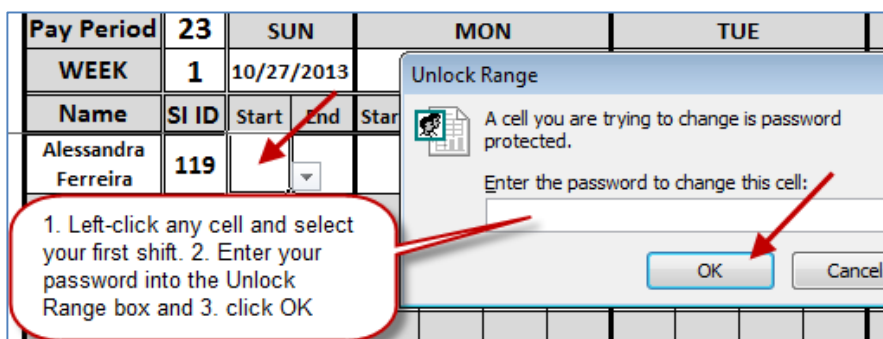 Pay Period 23 SUN MON TUE
WEEK 1 10/27/2013
Name SI ID Start End Star
Alessandra
Ferreira
119
Unlock Range
A cell you are trying to change is password
protected.
Enter the password to change this cell:
OK Cancel
1. Left-click any cell and select
your first shift. 2. Enter your
password into the Unlock
Range box and 3. click OK